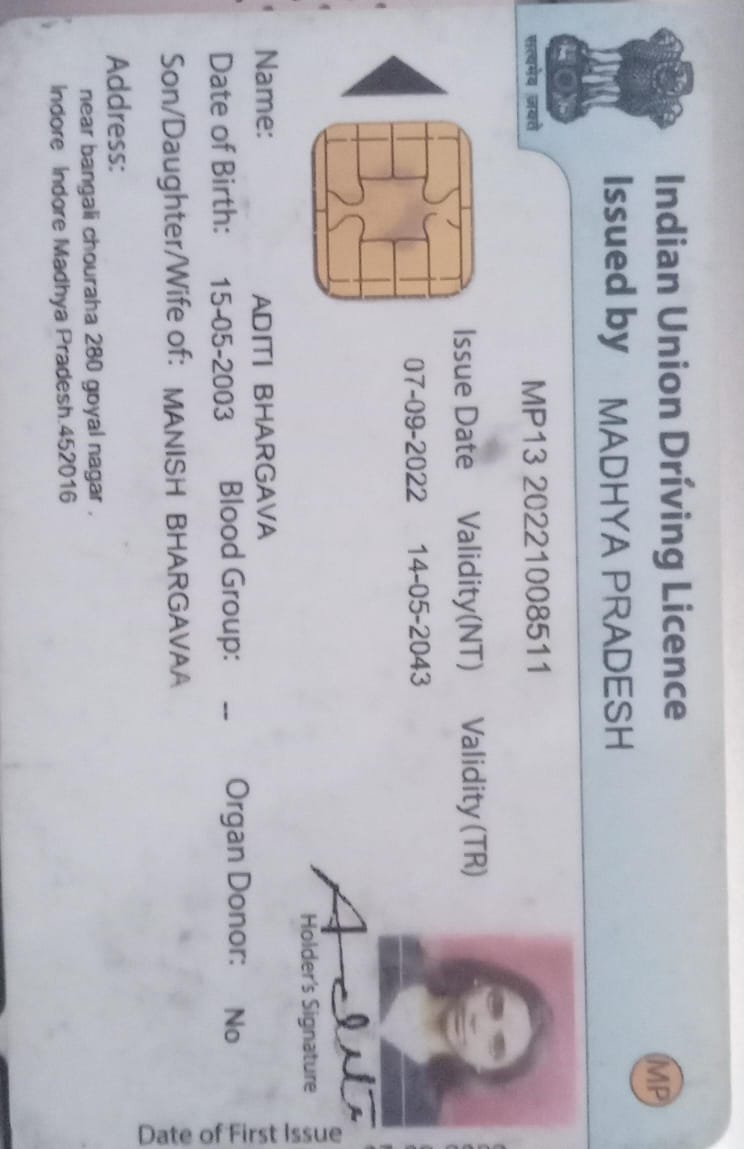 सत्यमेव जयते
Indian Union Driving Licence
Issued by MADHYA PRADESH
MP
MP13 20221008511
Issue Date Validity(NT) Validity (TR)
07-09-2022 14-05-2043
Holder's Signature
Name: ADITI BHARGAVA
Date of Birth: 15-05-2003 Blood Group: -- Organ Donor: No
Son/Daughter/Wife of: MANISH BHARGAVAA
Address:
near bangali chouraha 280 goyal nagar ,
Indore Indore Madhya Pradesh 452016
Date of First Issue